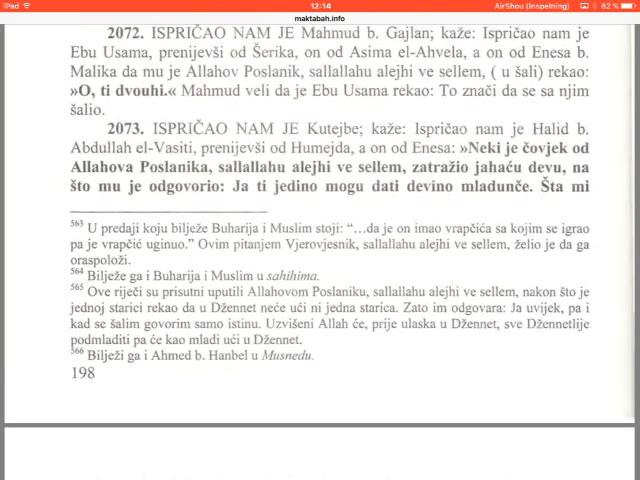 iPad
12:14
AirShou (Inspelning)
82 %
maktabah.info
2072. ISPRIČAO NAM JE Mahmud b. Gajlan; kaže: Ispričao nam je
Ebu Usama, prenijevši od Šerika, on od Asima el-Ahvela, a on od Enesa b.
Malika da mu je Allahov Poslanik, sallallahu alejhi ve sellem, ( u šali) rekao:
»O, ti dvouhi.« Mahmud veli da je Ebu Usama rekao: To znači da se sa njim
šalio.
2073. ISPRIČAO NAM JE Kutejbe; kaže: Ispričao nam je Halid b.
Abdullah el-Vasiti, prenijevši od Humejda, a on od Enesa: »Neki je čovjek od
Allahova Poslanika, sallallahu alejhi ve sellem, zatražio jahaću devu, na
što mu je odgovorio: Ja ti jedino mogu dati devino mladunče. Šta mi
563 U predaji koju bilježe Buharija i Muslim stoji: “…da je on imao vrapčića sa kojim se igrao
pa je vrapčić uginuo.” Ovim pitanjem Vjerovjesnik, sallallahu alejhi ve sellem, želio je da ga
oraspoloži.
564 Bilježe ga i Buharija i Muslim u sahihima.
565 Ove riječi su prisutni uputili Allahovom Poslaniku, sallallahu alejhi ve sellem, nakon što je
jednoj starici rekao da u Džennet neće ući ni jedna starica. Zato im odgovara: Ja uvijek, pa i
kad se šalim govorim samo istinu. Uzvišeni Allah će, prije ulaska u Džennet, sve Džennetlije
podmladiti pa će kao mladi ući u Džennet.
566 Bilježi ga i Ahmed b. Hanbel u Musnedu.
198